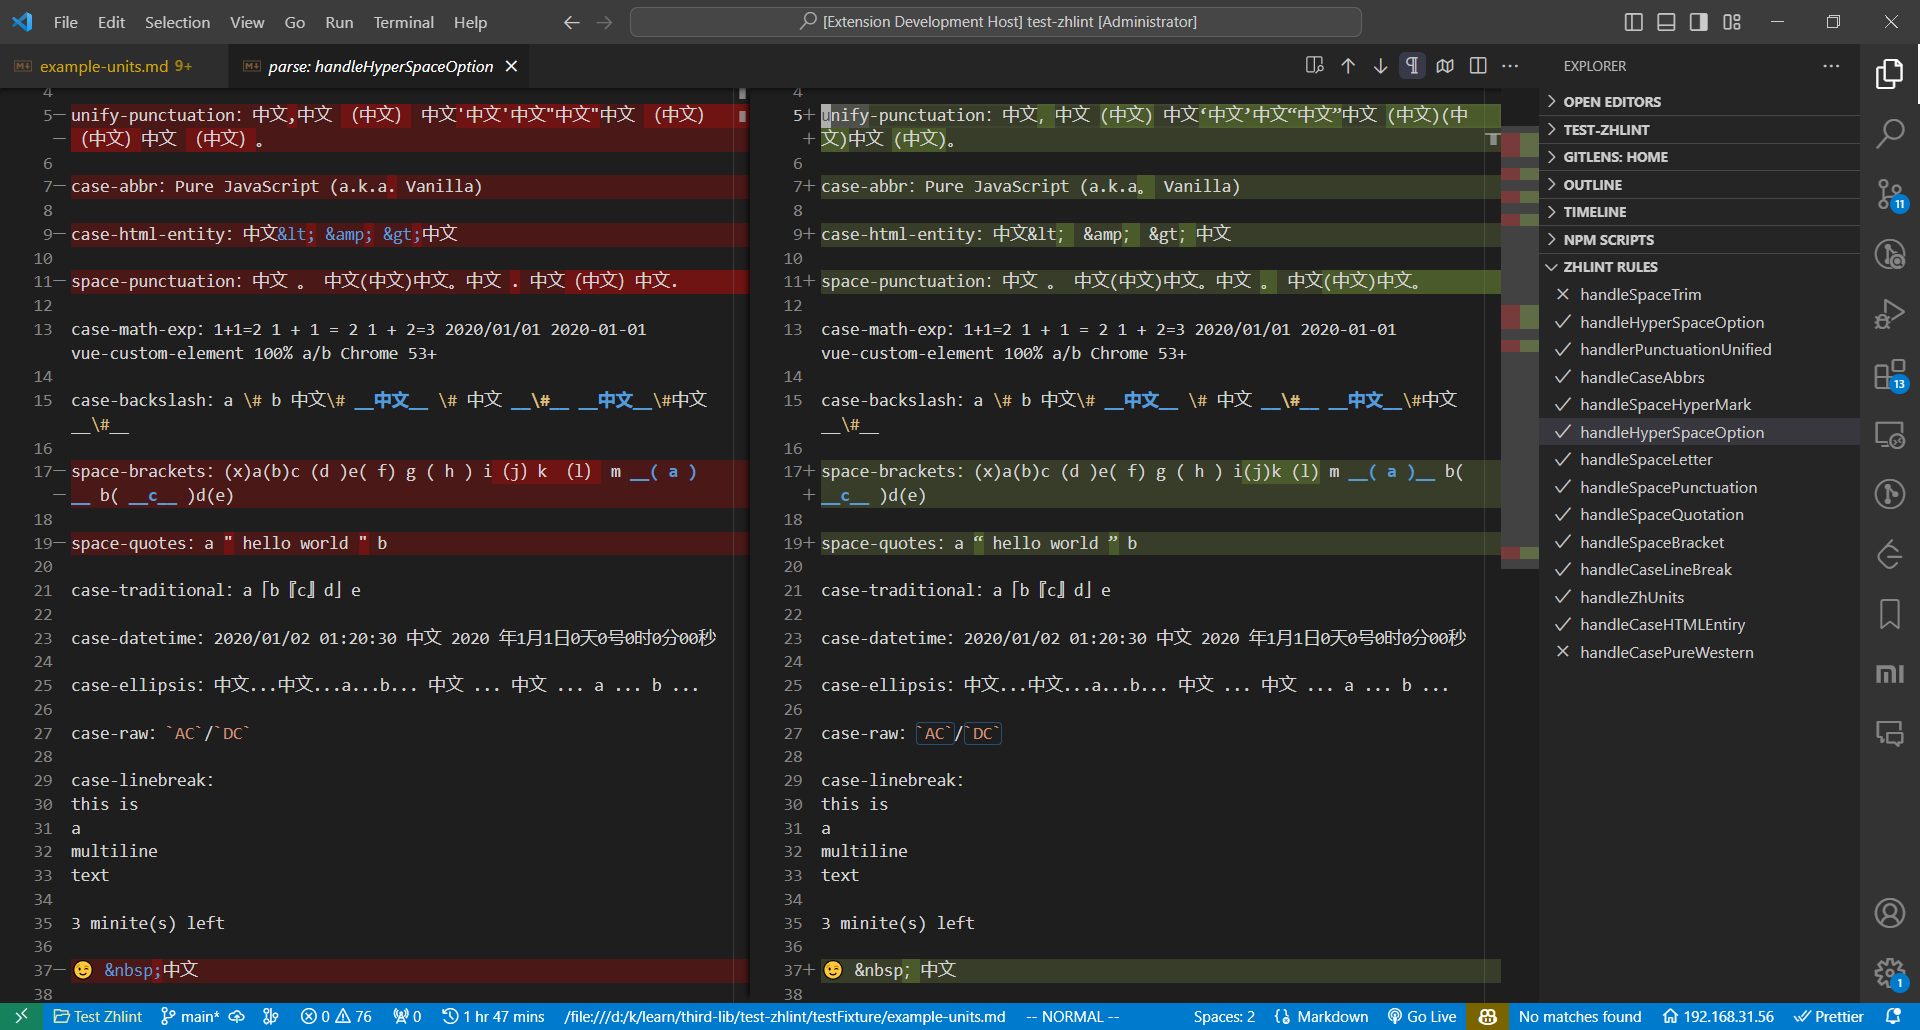 File Edit Selection View Go Run Terminal Help
[Extension Development Host] test-zhlint [Administrator]
example-units.md 9+
parse: handleHyperSpaceOption
4
5 unify-punctuation：中文,中文 （中文） 中文'中文'中文"中文"中文 （中文）
（中文）中文 （中文）。
6
7 case-abbr：Pure JavaScript (a.k.a. Vanilla)
8
9 case-html-entity：中文&lt; &amp; &gt;中文
10
11 space-punctuation：中文 。 中文(中文)中文。中文 . 中文（中文）中文.
12
13 case-math-exp：1+1=2 1 + 1 = 2 1 + 2=3 2020/01/01 2020-01-01
vue-custom-element 100% a/b Chrome 53+
14
15 case-backslash：a \# b 中文\# __中文__ \# 中文 __\#__ __中文__\#中文
__\#__
16
17 space-brackets：(x)a(b)c (d )e( f) g ( h ) i（j）k （l） m __( a )
__ b( __c__ )d(e)
18
19 space-quotes：a " hello world " b
20
21 case-traditional：a「b『c』d」e
22
23 case-datetime：2020/01/02 01:20:30 中文 2020 年1月1日0天0号0时0分00秒
24
25 case-ellipsis：中文...中文...a...b... 中文 ... 中文 ... a ... b ...
26
27 case-raw：`AC`/`DC`
28
29 case-linebreak：
30 this is
31 a
32 multiline
33 text
34
35 3 minite(s) left
36
37 😉 &nbsp;中文
38
4
5+ unify-punctuation：中文，中文 (中文) 中文‘中文’中文“中文”中文 (中文)(中
+ 文)中文 (中文)。
6
7+ case-abbr：Pure JavaScript (a.k.a。 Vanilla)
8
9+ case-html-entity：中文&lt； &amp； &gt；中文
10
11+ space-punctuation：中文 。 中文(中文)中文。中文 。 中文(中文)中文。
12
13 case-math-exp：1+1=2 1 + 1 = 2 1 + 2=3 2020/01/01 2020-01-01
vue-custom-element 100% a/b Chrome 53+
14
15 case-backslash：a \# b 中文\# __中文__ \# 中文 __\#__ __中文__\#中文
__\#__
16
17+ space-brackets：(x)a(b)c (d )e( f) g ( h ) i(j)k (l) m __( a )__ b(
+ __c__ )d(e)
18
19+ space-quotes：a “ hello world ” b
20
21 case-traditional：a「b『c』d」e
22
23 case-datetime：2020/01/02 01:20:30 中文 2020 年1月1日0天0号0时0分00秒
24
25 case-ellipsis：中文...中文...a...b... 中文 ... 中文 ... a ... b ...
26
27 case-raw：`AC`/`DC`
28
29 case-linebreak：
30 this is
31 a
32 multiline
33 text
34
35 3 minite(s) left
36
37+ 😉 &nbsp；中文
38
EXPLORER
OPEN EDITORS
TEST-ZHLINT
GITLENS: HOME
OUTLINE
TIMELINE
NPM SCRIPTS
ZHLINT RULES
handleSpaceTrim
handleHyperSpaceOption
handlerPunctuationUnified
handleCaseAbbrs
handleSpaceHyperMark
handleHyperSpaceOption
handleSpaceLetter
handleSpacePunctuation
handleSpaceQuotation
handleSpaceBracket
handleCaseLineBreak
handleZhUnits
handleCaseHTMLEntiry
handleCasePureWestern
11
13
1
Test Zhlint main* 0 76 0 1 hr 47 mins /file:///d:/k/learn/third-lib/test-zhlint/testFixture/example-units.md -- NORMAL -- Spaces: 2 Markdown Go Live No matches found 192.168.31.56 Prettier